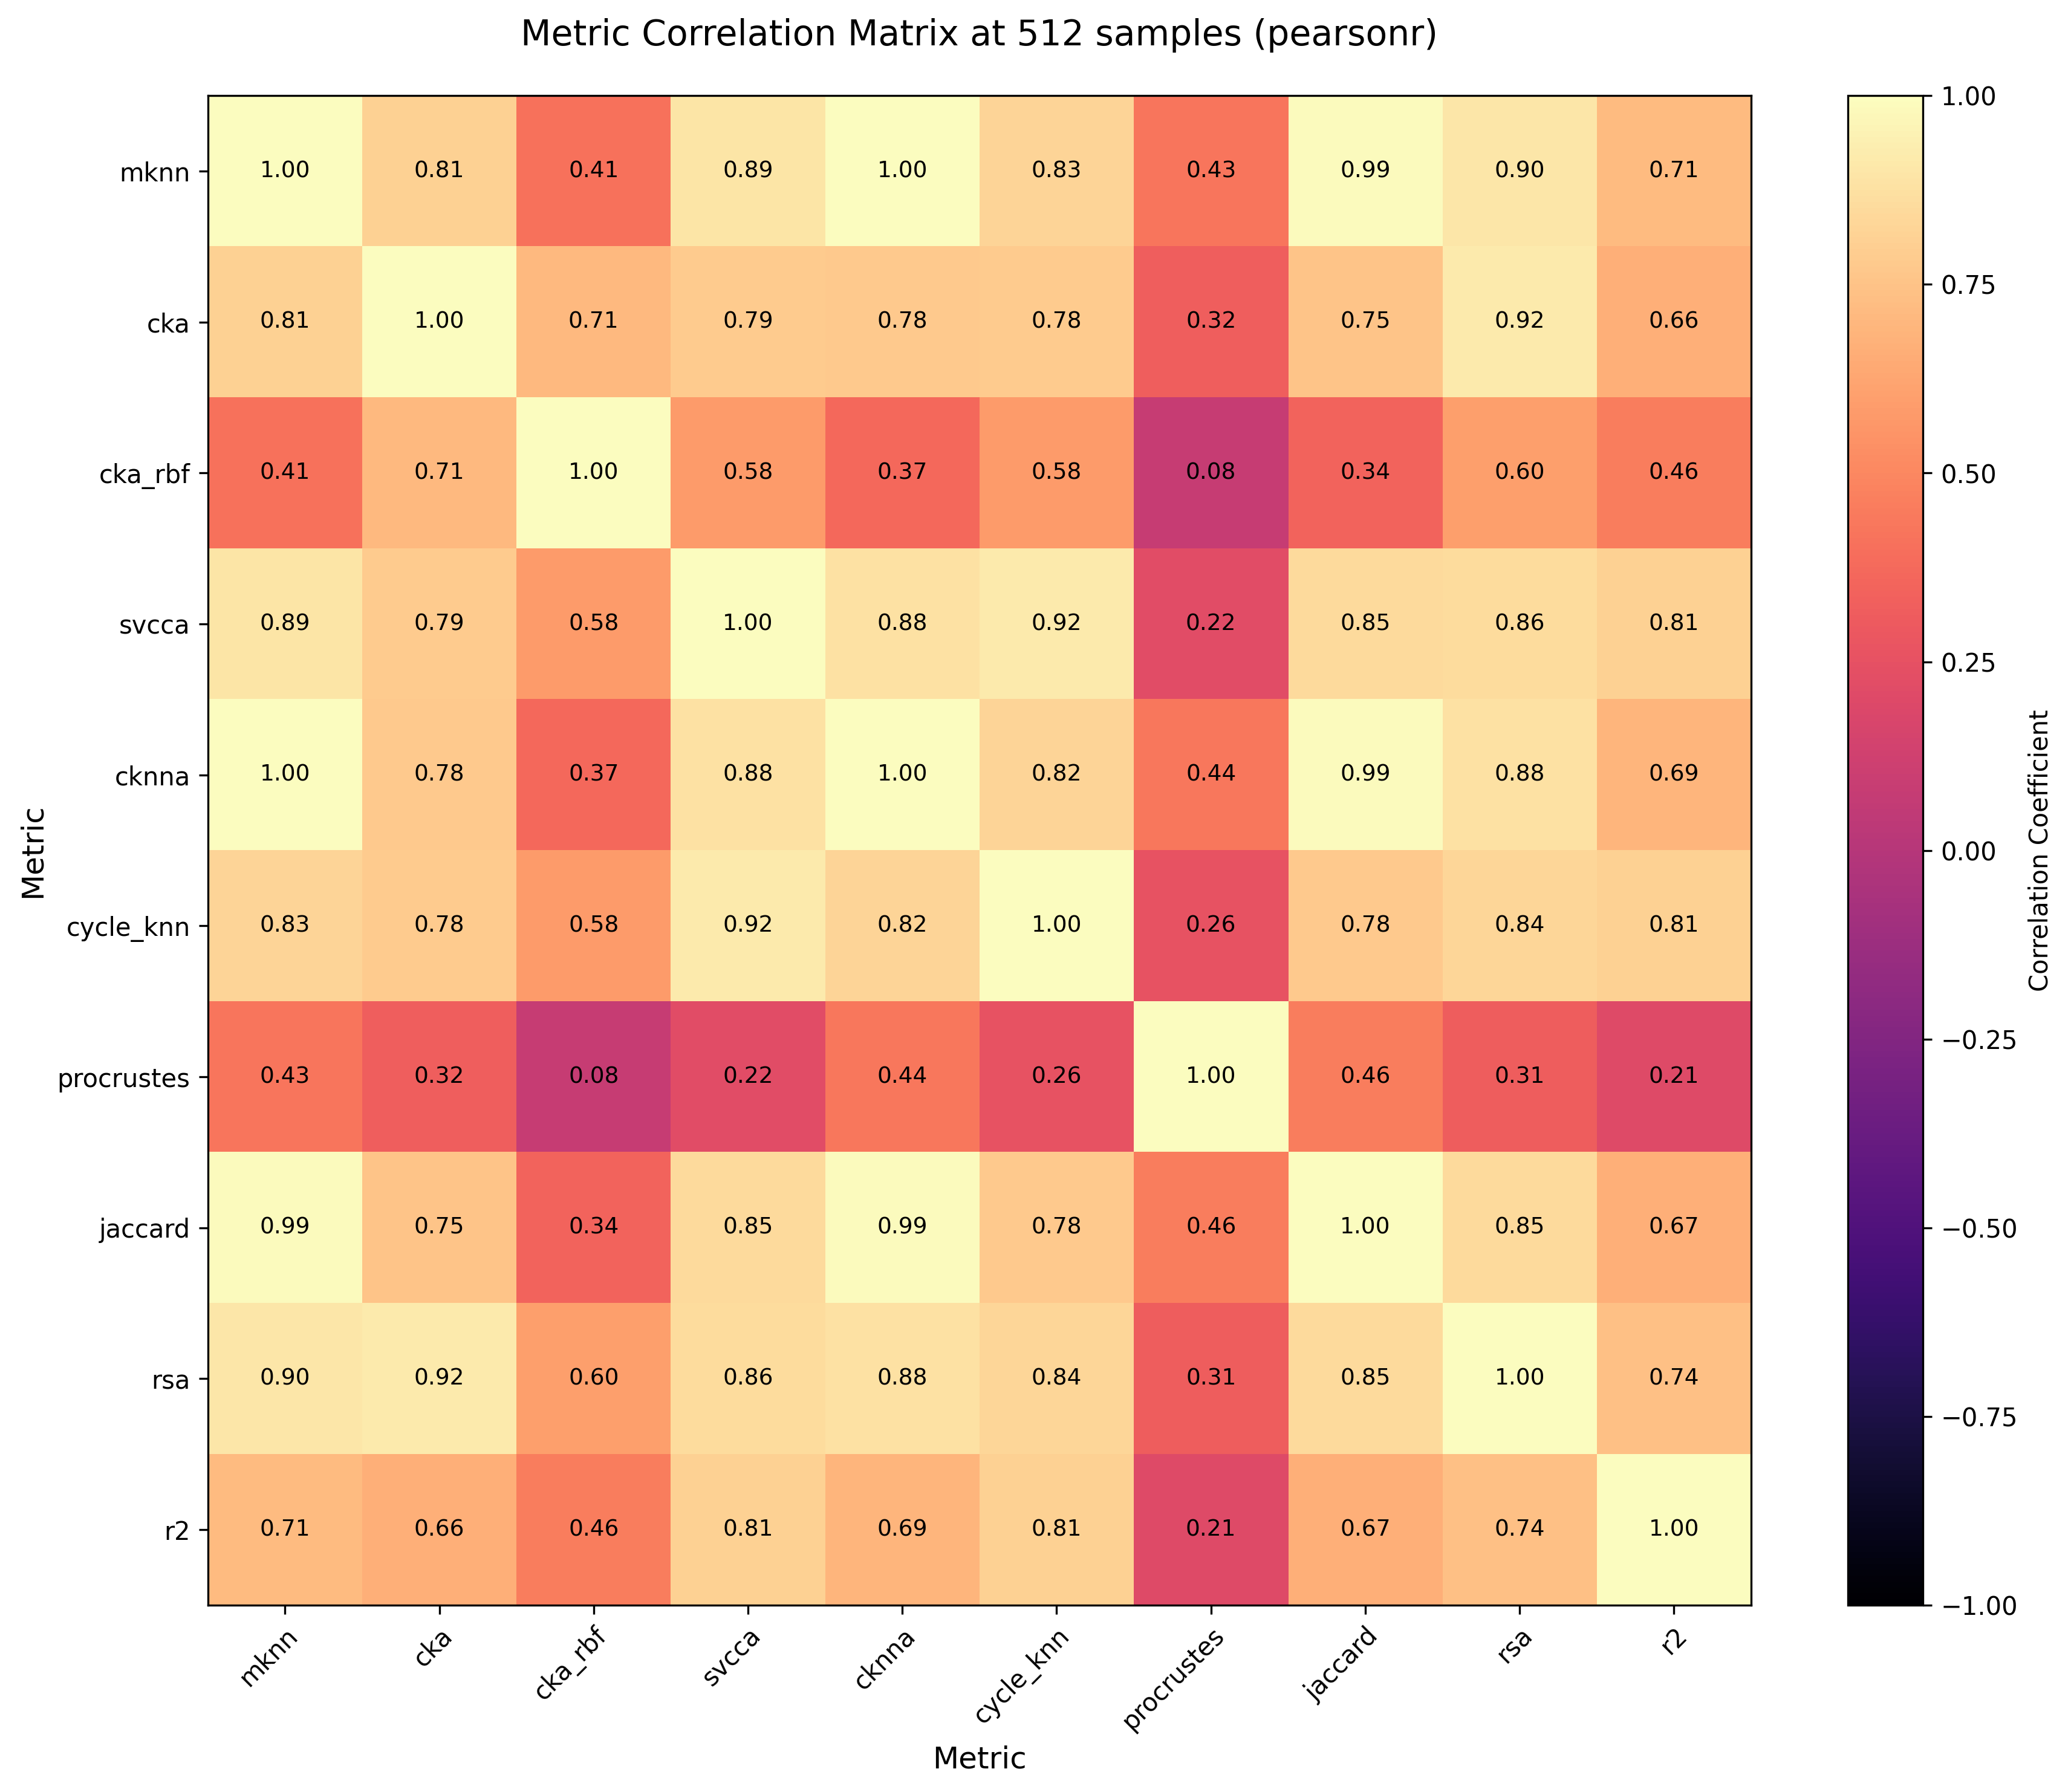 Metric Correlation Matrix at 512 samples (pearsonr)
Metric
mknn 1.00 0.81 0.41 0.89 1.00 0.83 0.43 0.99 0.90 0.71
cka 0.81 1.00 0.71 0.79 0.78 0.78 0.32 0.75 0.92 0.66
cka_rbf 0.41 0.71 1.00 0.58 0.37 0.58 0.08 0.34 0.60 0.46
svcca 0.89 0.79 0.58 1.00 0.88 0.92 0.22 0.85 0.86 0.81
cknna 1.00 0.78 0.37 0.88 1.00 0.82 0.44 0.99 0.88 0.69
cycle_knn 0.83 0.78 0.58 0.92 0.82 1.00 0.26 0.78 0.84 0.81
procrustes 0.43 0.32 0.08 0.22 0.44 0.26 1.00 0.46 0.31 0.21
jaccard 0.99 0.75 0.34 0.85 0.99 0.78 0.46 1.00 0.85 0.67
rsa 0.90 0.92 0.60 0.86 0.88 0.84 0.31 0.85 1.00 0.74
r2 0.71 0.66 0.46 0.81 0.69 0.81 0.21 0.67 0.74 1.00
mknn cka cka_rbf svcca cknna cycle_knn procrustes jaccard rsa r2
Metric
1.00
0.75
0.50
0.25
0.00
−0.25
−0.50
−0.75
−1.00
Correlation Coefficient